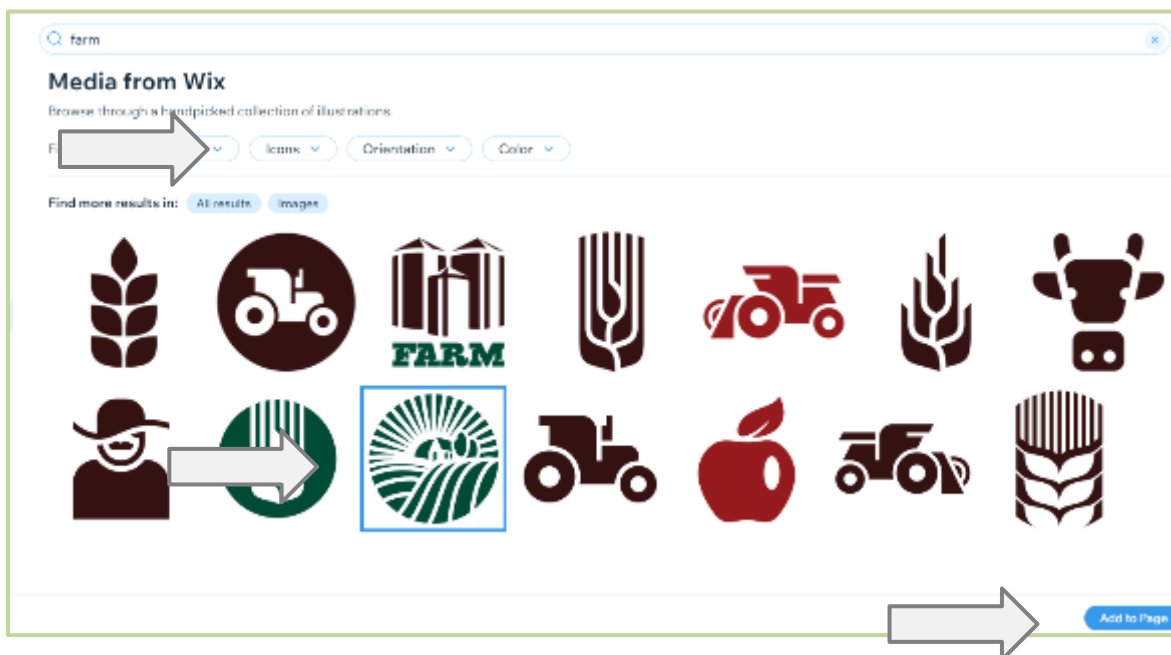 farm
Media from Wix
Browse through a handpicked collection of illustrations.
Icons Orientation Color
Find more results in: All results Images
FARM
Add to Page